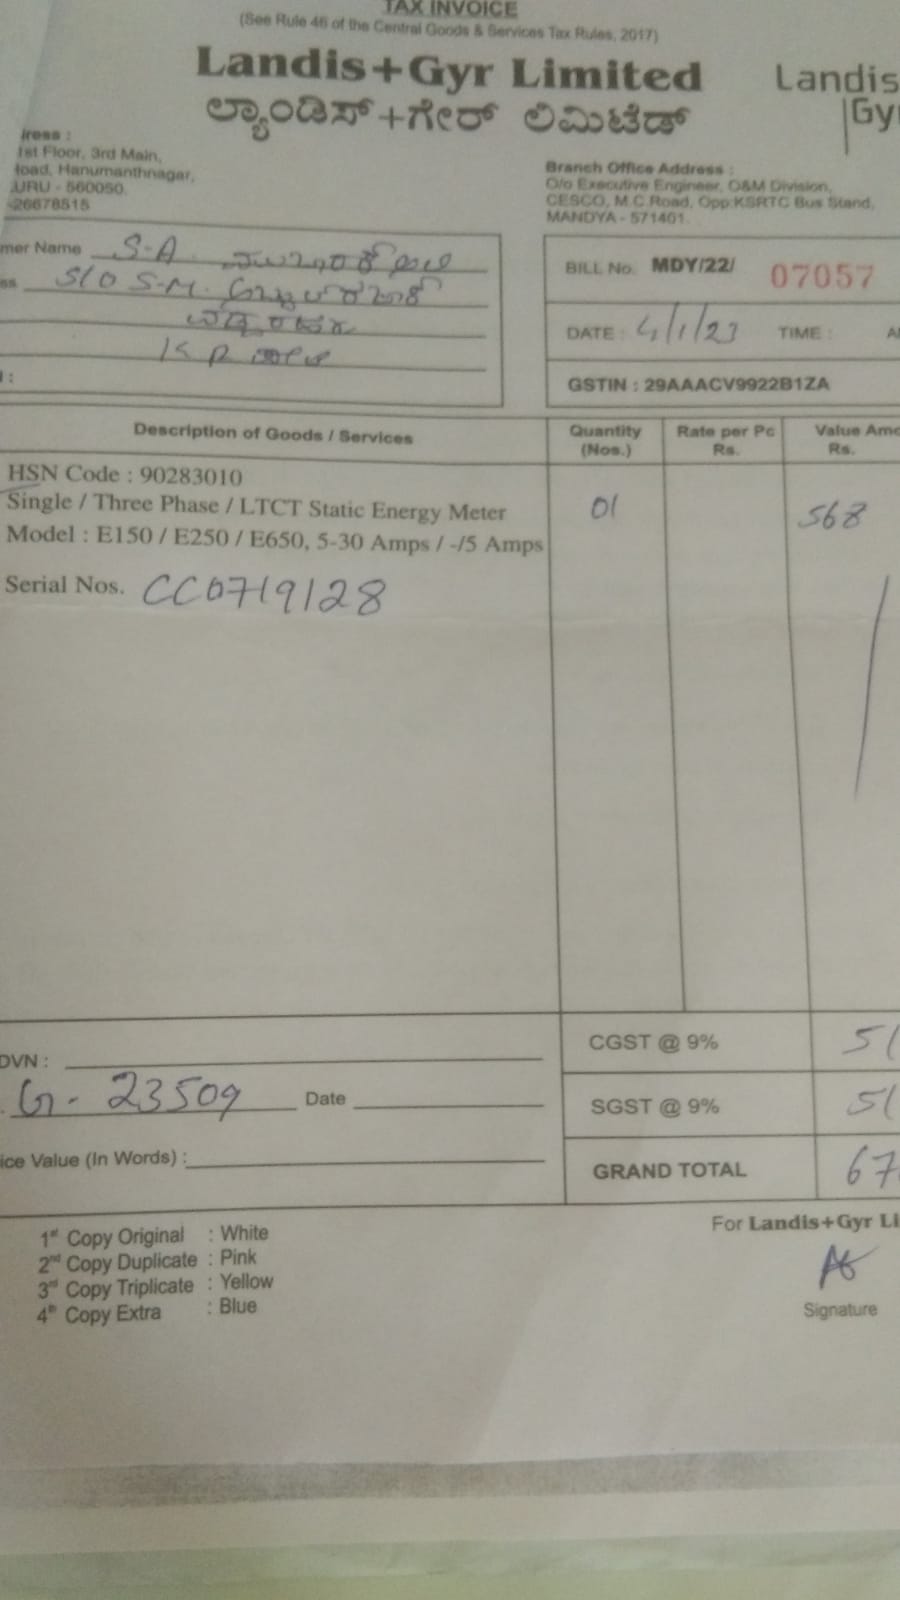 TAX INVOICE
(See Rule 46 of the Central Goods & Services Tax Rules, 2017)
Landis+Gyr Limited
Landis
Gy
ಲ್ಯಾಂಡಿಸ್+ಗೇರ್ ಲಿಮಿಟೆಡ್
ress :
1st Floor, 3rd Main,
Road, Hanumanthnagar,
URU - 560050.
-26678515
Branch Office Address :
O/o Executive Engineer, O&M Division,
CESCO, M.C.Road, Opp:KSRTC Bus Stand,
MANDYA - 571401.
mer Name S-A.
ss S/O S-M.
K R
:
BILL No. MDY/22/ 07057
DATE : 4/1/23 TIME : A
GSTIN : 29AAACV9922B1ZA
Description of Goods / Services
Quantity (Nos.)
Rate per Pc Rs.
Value Amo Rs.
HSN Code : 90283010
Single / Three Phase / LTCT Static Energy Meter 01 568
Model : E150 / E250 / E650, 5-30 Amps / -/5 Amps
Serial Nos. CC0719128
DVN :
CGST @ 9% 51
G- 23509 Date
SGST @ 9% 51
ice Value (In Words) :
GRAND TOTAL 67
1st Copy Original : White
2nd Copy Duplicate : Pink
3rd Copy Triplicate : Yellow
4th Copy Extra : Blue
For Landis+Gyr Li
Signature